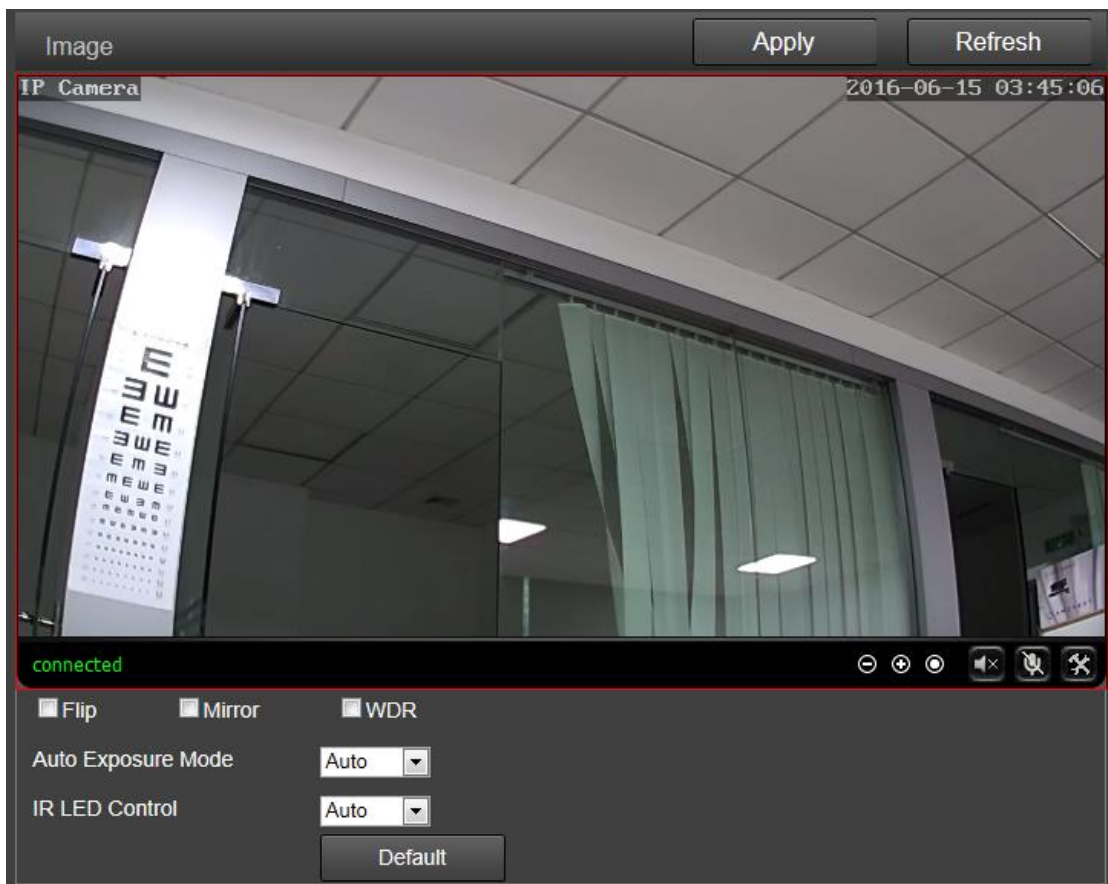 Image Apply Refresh
IP Camera 2016-06-15 03:45:06
E
connected
Flip Mirror WDR
Auto Exposure Mode Auto
IR LED Control Auto
Default